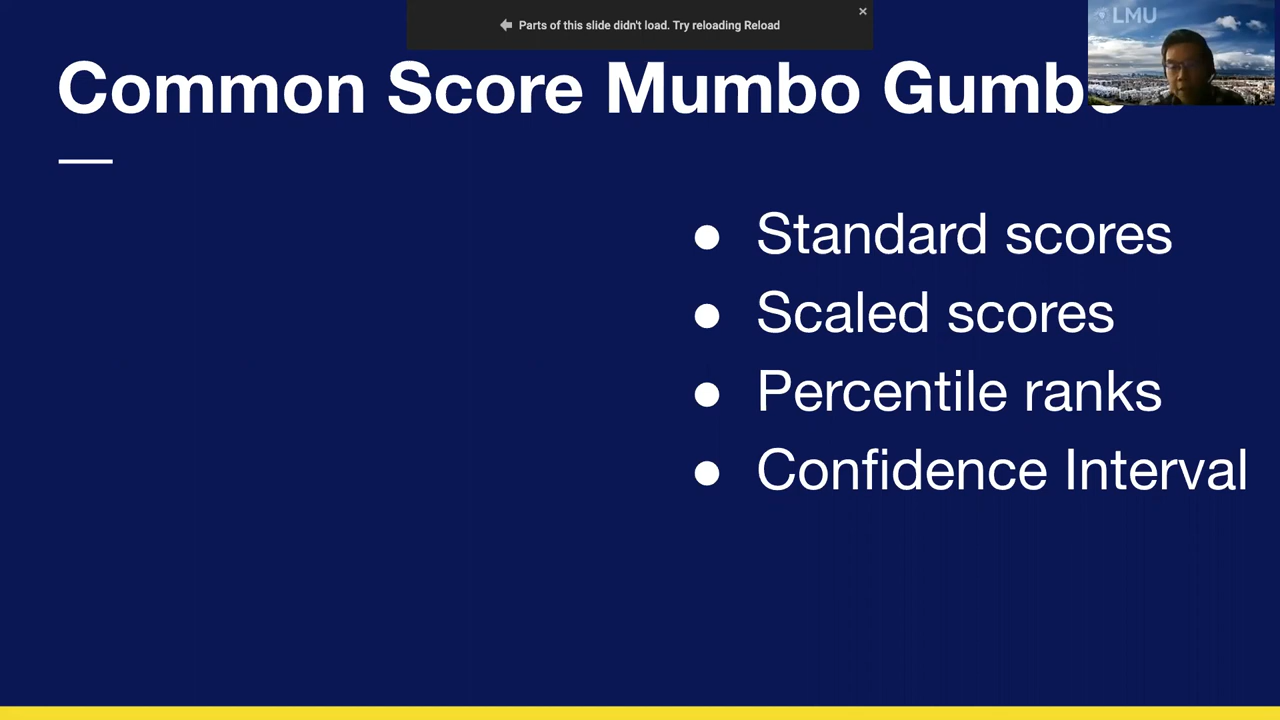 Parts of this slide didn't load. Try reloading Reload
LMU
Common Score Mumbo Gumbo
● Standard scores
● Scaled scores
● Percentile ranks
● Confidence Interval